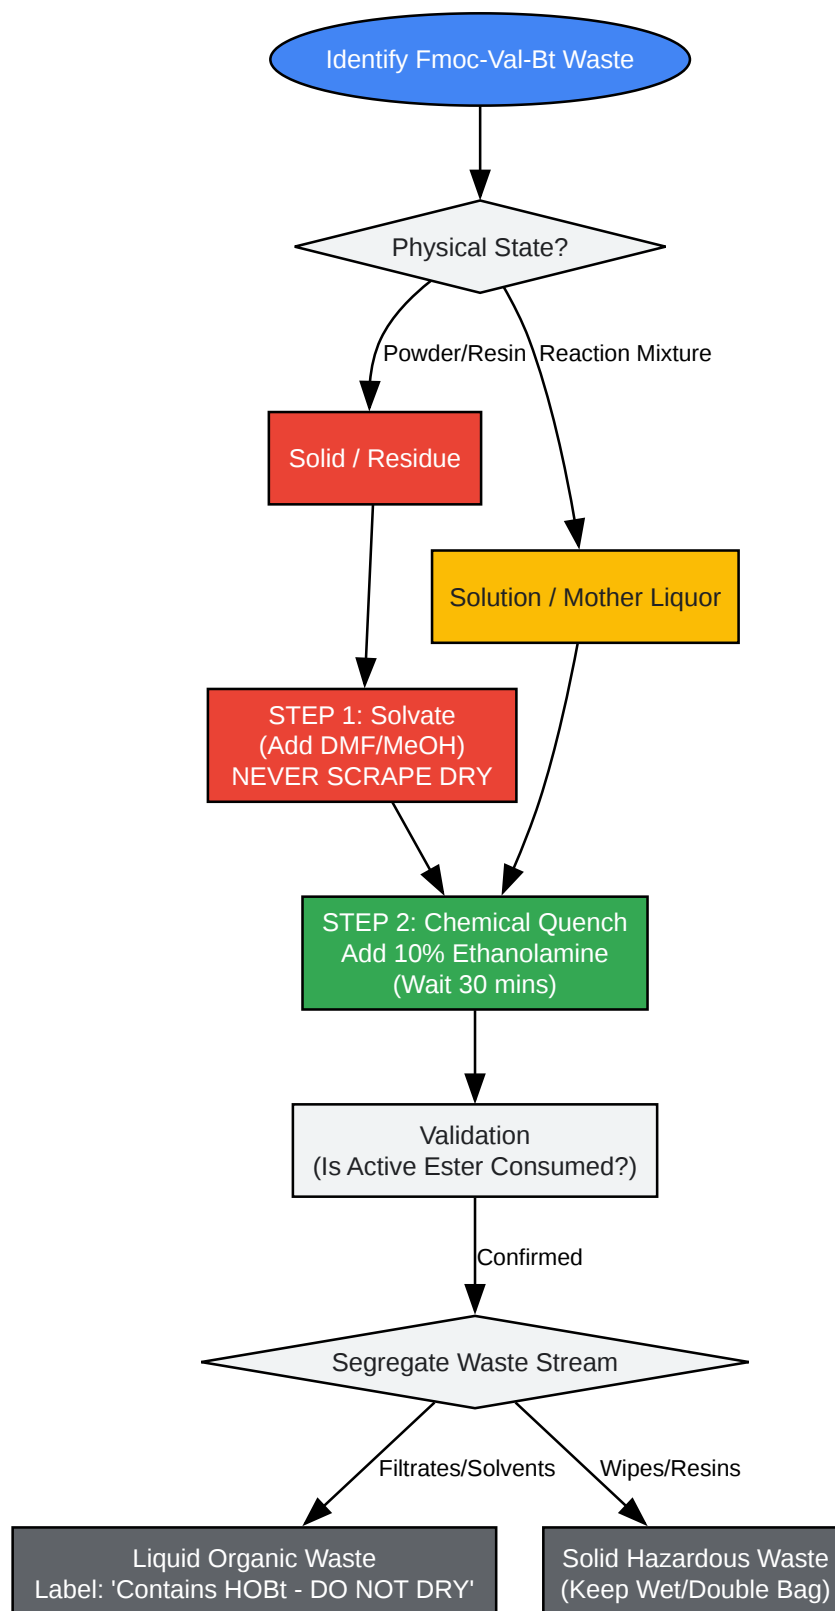 Identify Fmoc-Val-Bt Waste
Physical State?
Powder/Resin
Reaction Mixture
Solid / Residue
Solution / Mother Liquor
STEP 1: Solvate
(Add DMF/MeOH)
NEVER SCRAPE DRY
STEP 2: Chemical Quench
Add 10% Ethanolamine
(Wait 30 mins)
Validation
(Is Active Ester Consumed?)
Confirmed
Segregate Waste Stream
Filtrates/Solvents
Wipes/Resins
Liquid Organic Waste
Label: 'Contains HOBt - DO NOT DRY'
Solid Hazardous Waste
(Keep Wet/Double Bag)